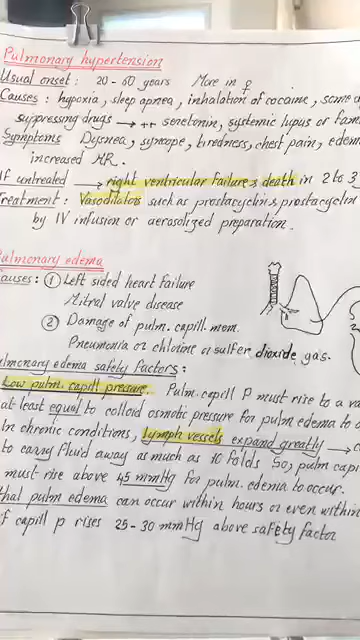 Pulmonary hypertension
Usual onset: 20-60 years More in ♀
Causes: hypoxia, sleep apnea, inhalation of cocaine, some a
suppressing drugs → ++ serotonin, systemic lupus or fam
Symptoms Dysnea, syncope, tiredness, chest pain, edem
increased HR.
If untreated → right ventricular failure & death in 2 to 3
Treatment: Vasodilators such as prostacyclin & prostacyclin
by IV infusion or aerosolized preparation.
Pulmonary edema
Causes: ① Left sided heart failure
Mitral valve disease
② Damage of pulm. capill. mem.
Pneumonia or chlorine or sulfer dioxide gas.
ulmonary edema safety factors:
Low pulm. capill pressure. Pulm. capill P must rise to a va
at least equal to colloid osmotic pressure for pulm edema to o
In chronic conditions, lymph vessels expand greatly → c
to carry fluid away as much as 10 folds So, pulm capi
must rise above 45 mmHg for pulm. edema to occur.
that pulm edema can occur within hours or even within
if capill p rises 25-30 mmHg above safety factor